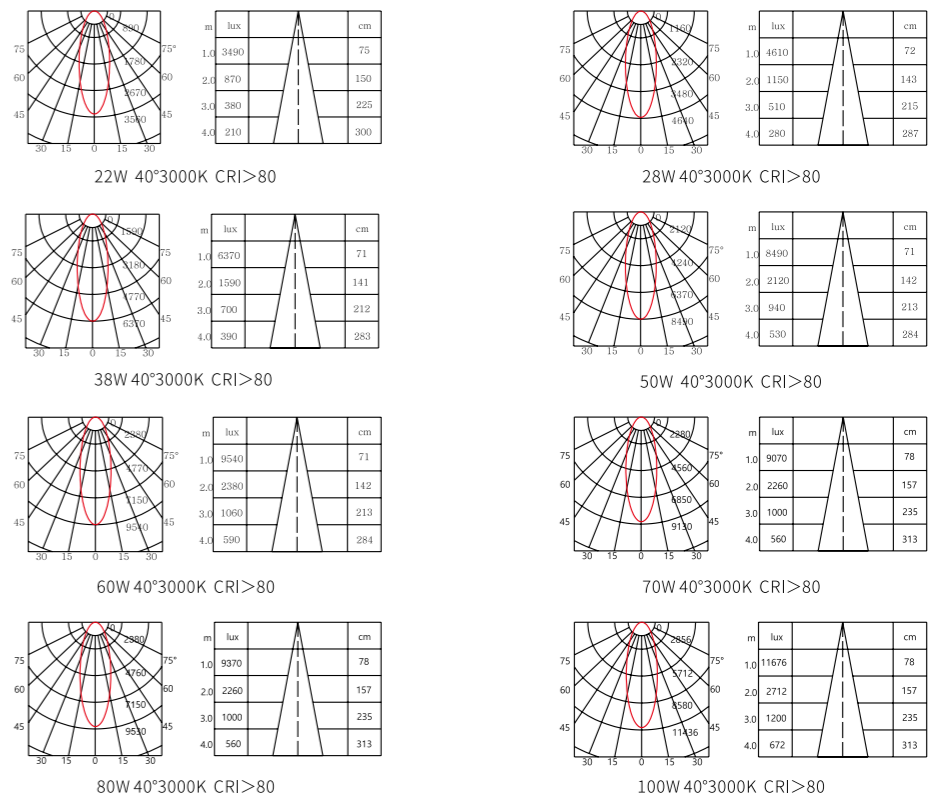 0
890
1780
2670
3560
75
60
45
75°
60
45
30 15 0 15 30
m lux cm
1.0 3490 75
2.0 870 150
3.0 380 225
4.0 210 300
22W 40°3000K CRI>80
0
1160
2320
3480
4640
75
60
45
75°
60
45
30 15 0 15 30
m lux cm
1.0 4610 72
2.0 1150 143
3.0 510 215
4.0 280 287
28W 40°3000K CRI>80
0
1590
3180
4770
6370
75
60
45
75°
60
45
30 15 0 15 30
m lux cm
1.0 6370 71
2.0 1590 141
3.0 700 212
4.0 390 283
38W 40°3000K CRI>80
0
2120
4240
6370
8490
75
60
45
75°
60
45
30 15 0 15 30
m lux cm
1.0 8490 71
2.0 2120 142
3.0 940 213
4.0 530 284
50W 40°3000K CRI>80
0
2380
4770
7150
9540
75
60
45
75°
60
45
30 15 0 15 30
m lux cm
1.0 9540 71
2.0 2380 142
3.0 1060 213
4.0 590 284
60W 40°3000K CRI>80
0
2280
4560
6850
9130
75
60
45
75°
60
45
30 15 0 15 30
m lux cm
1.0 9070 78
2.0 2260 157
3.0 1000 235
4.0 560 313
70W 40°3000K CRI>80
0
2380
4760
7150
9530
75
60
45
75°
60
45
30 15 0 15 30
m lux cm
1.0 9370 78
2.0 2260 157
3.0 1000 235
4.0 560 313
80W 40°3000K CRI>80
0
2856
5712
8580
11436
75
60
45
75°
60
45
30 15 0 15 30
m lux cm
1.0 11676 78
2.0 2712 157
3.0 1200 235
4.0 672 313
100W 40°3000K CRI>80